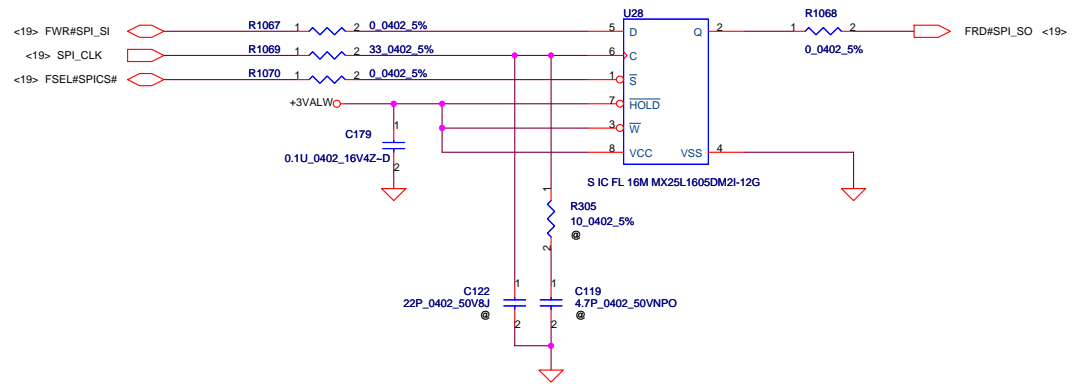 U28
R1067
R1068
<19> FWR#SPI_SI
1
2
0_0402_5%
5
D
Q
2
1
2
FRD#SPI_SO <19>
R1069
33_0402_5%
0_0402_5%
<19> SPI_CLK
1
2
6
C
R1070
0_0402_5%
<19> FSEL#SPICS#
1
2
1
S
+3VALW
7
HOLD
1
3
W
C179
8
VCC
VSS
4
0.1U_0402_16V4Z~D
2
S IC FL 16M MX25L1605DM2I-12G
1
R305
10_0402_5%
@
2
1
1
C122
C119
22P_0402_50V8J
4.7P_0402_50VNPO
@
@
2
2